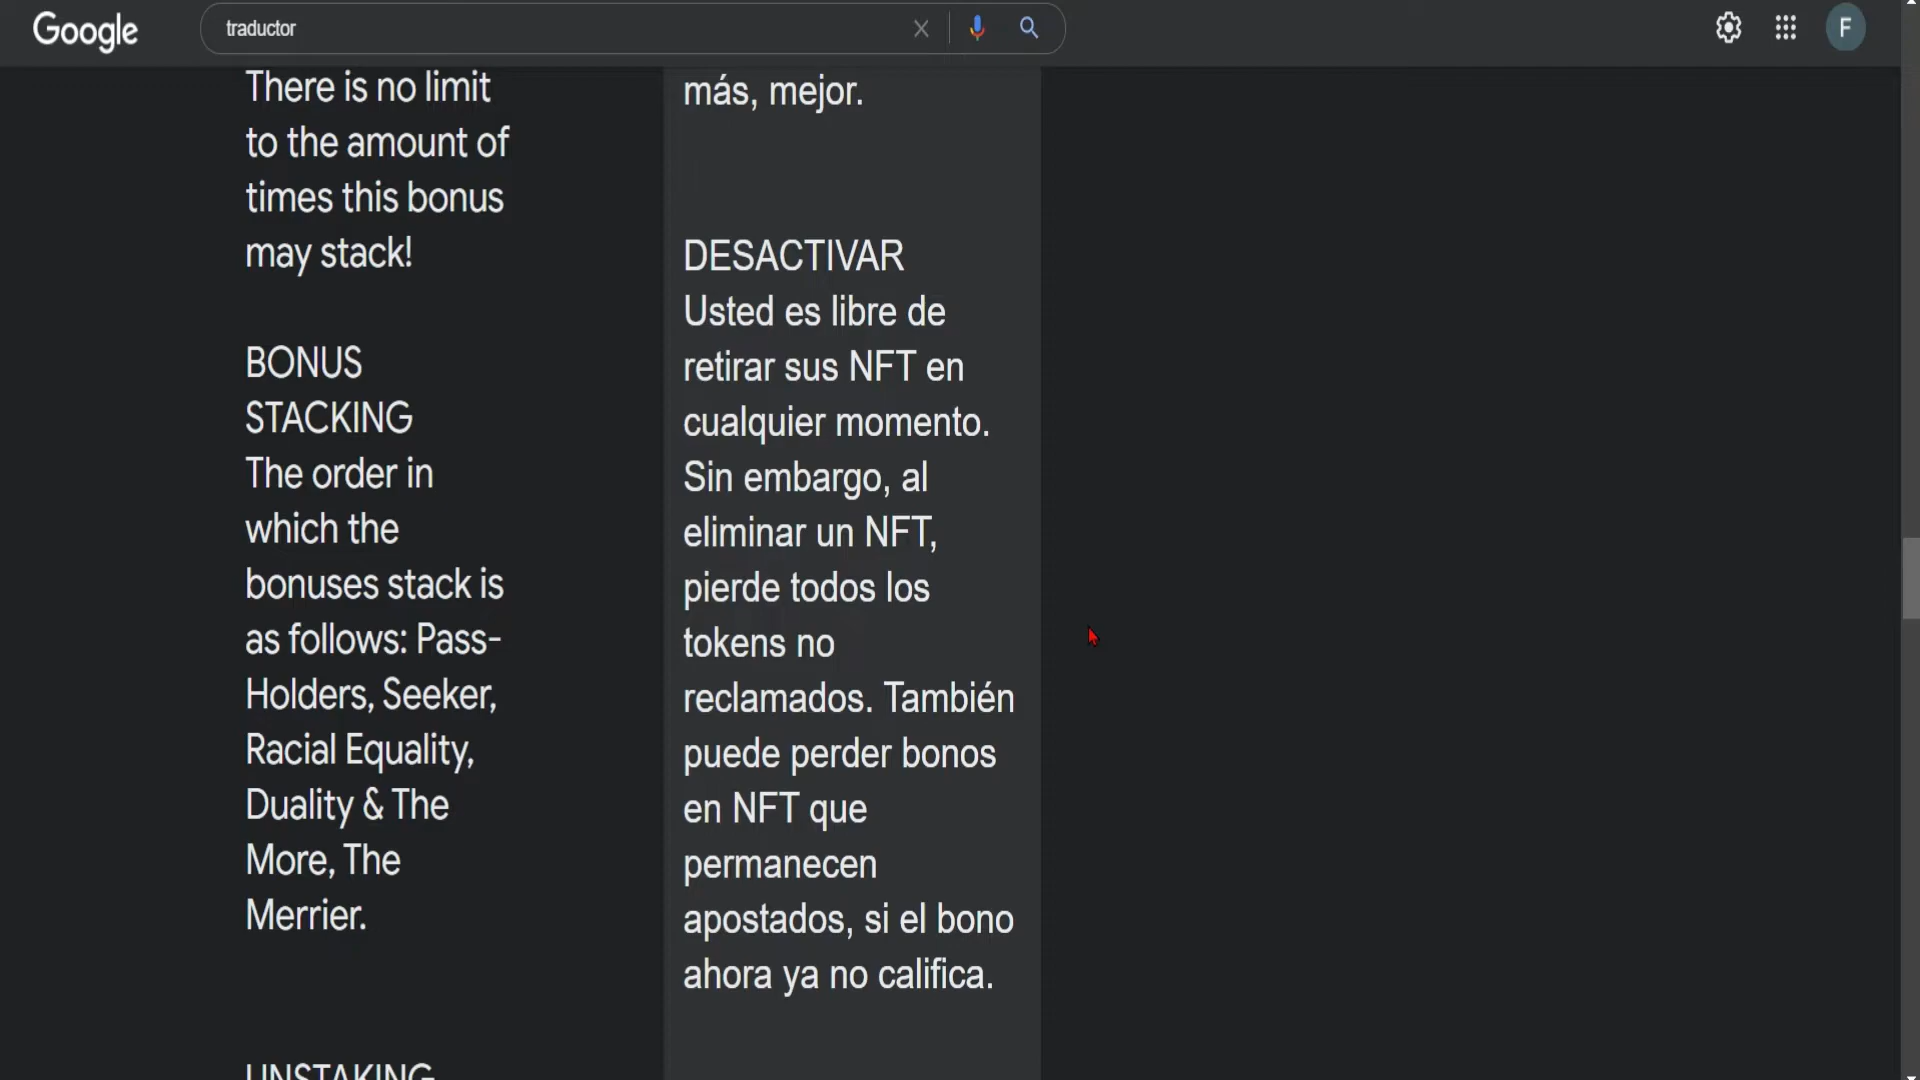 Google
traductor
F
There is no limit
to the amount of
times this bonus
may stack!
BONUS
STACKING
The order in
which the
bonuses stack is
as follows: Pass-
Holders, Seeker,
Racial Equality,
Duality & The
More, The
Merrier.
UNSTAKING
más, mejor.
DESACTIVAR
Usted es libre de
retirar sus NFT en
cualquier momento.
Sin embargo, al
eliminar un NFT,
pierde todos los
tokens no
reclamados. También
puede perder bonos
en NFT que
permanecen
apostados, si el bono
ahora ya no califica.